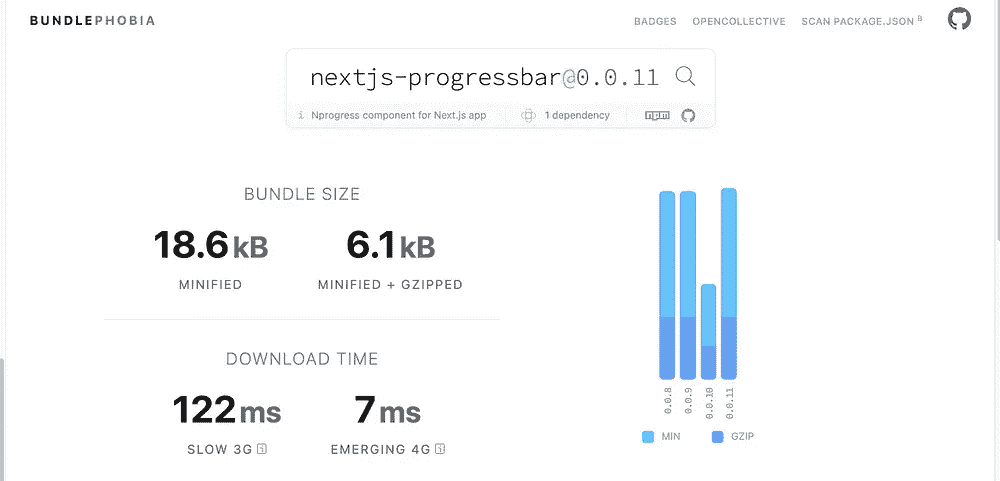 BUNDLEPHOBIA
BADGES OPENCOLLECTIVE SCAN PACKAGE.JSON β
nextjs-progressbar@0.0.11
i Nprogress component for Next.js app 1 dependency npm
BUNDLE SIZE
18.6 kB 6.1 kB
MINIFIED MINIFIED + GZIPPED
DOWNLOAD TIME
122 ms 7 ms
SLOW 3G i EMERGING 4G i
0.0.8 0.0.9 0.0.10 0.0.11
MIN GZIP